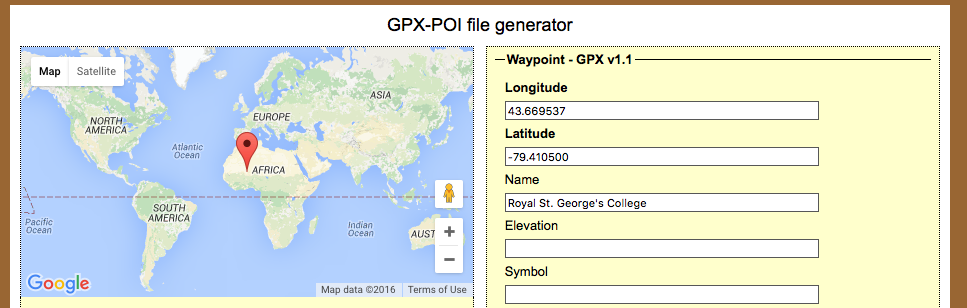 GPX-POI file generator
Map
Satellite
NORTH
AMERICA
Atlantic
Ocean
EUROPE
ASIA
AFRICA
SOUTH
AMERICA
Pacific
Ocean
Indian
Ocean
AUST
Google
Map data ©2016
Terms of Use
Waypoint - GPX v1.1
Longitude
43.669537
Latitude
-79.410500
Name
Royal St. George's College
Elevation
Symbol